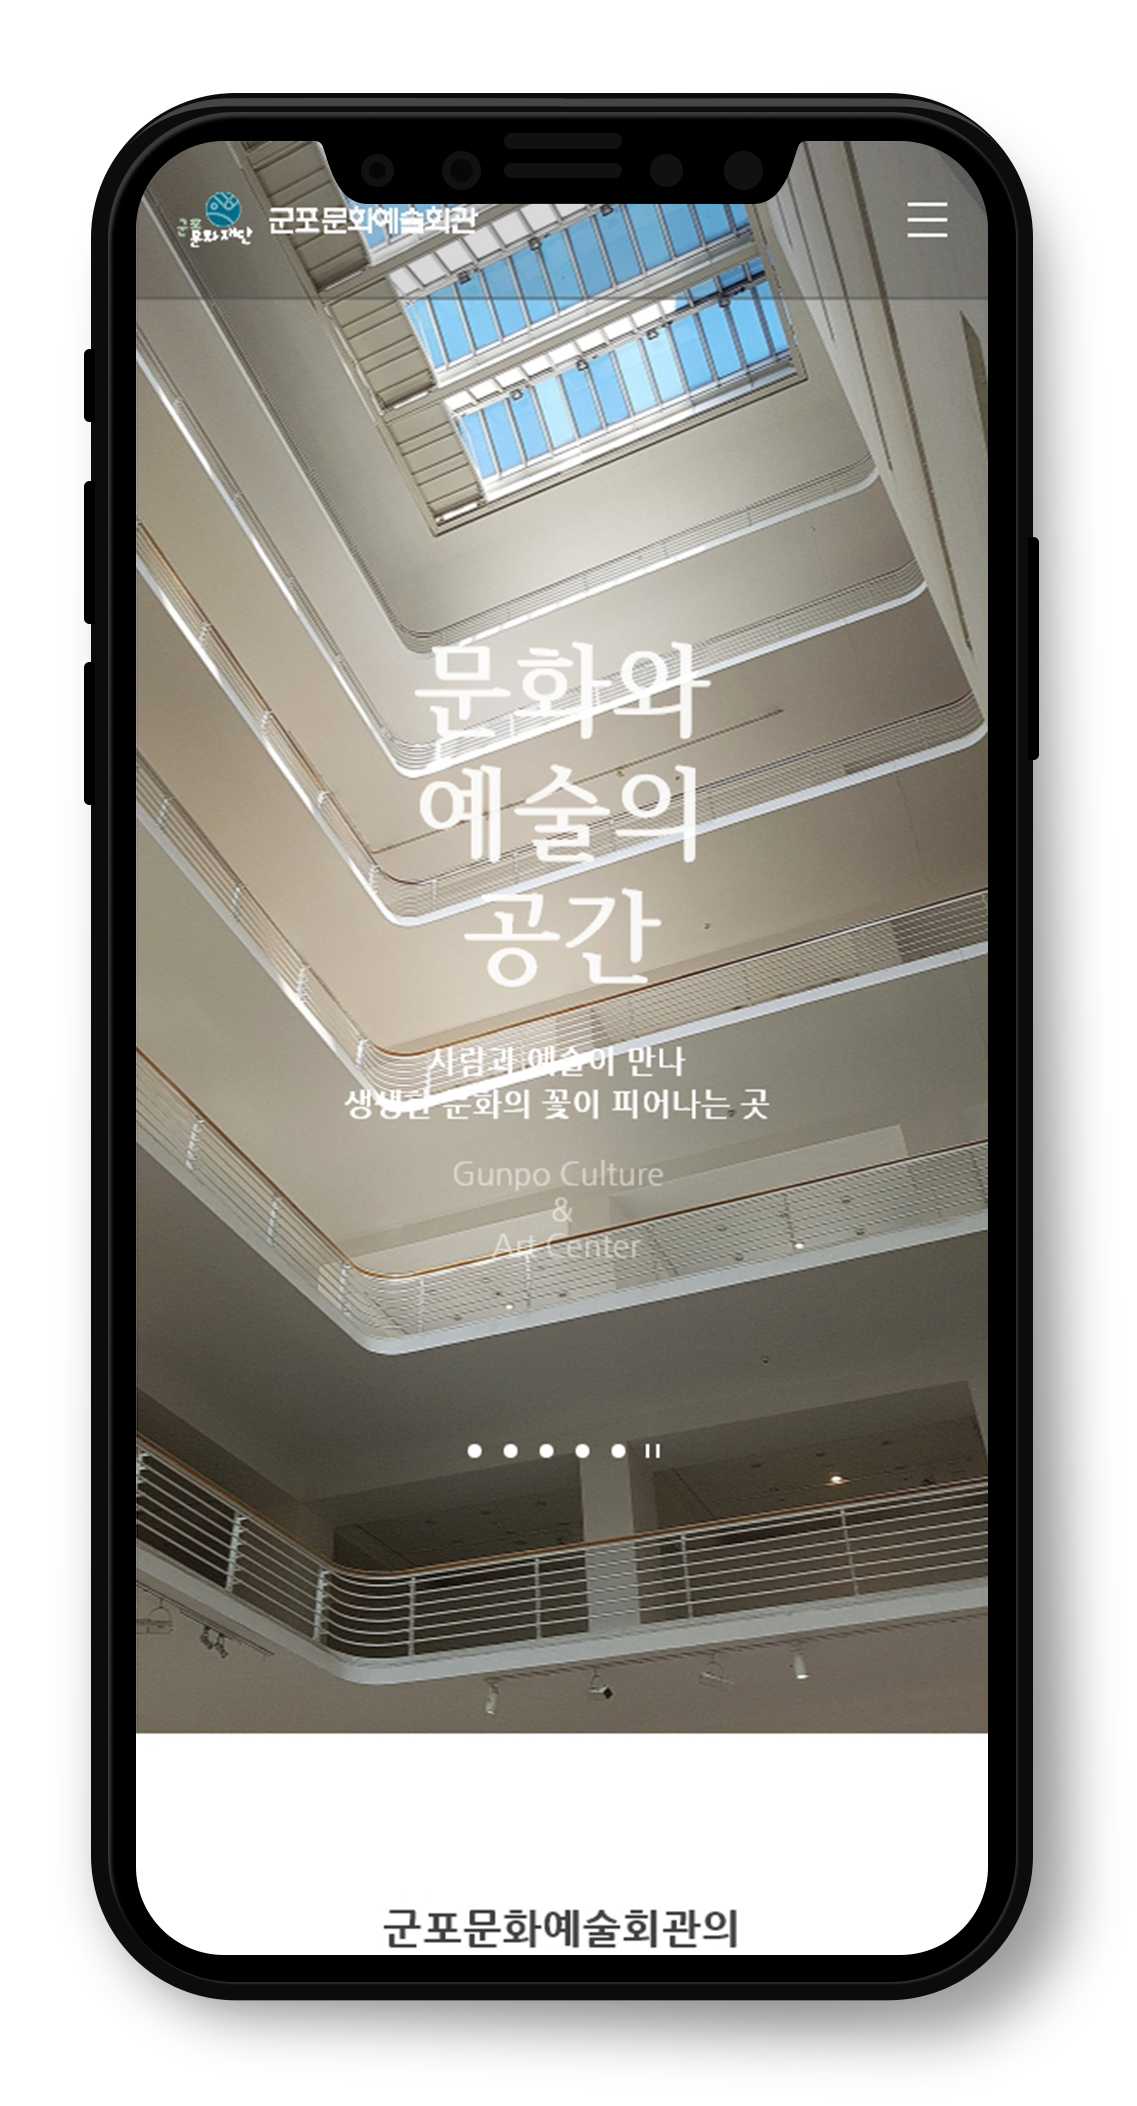 군포
문화재단
군포문화예술회관
문화와
예술의
공간
사람과 예술이 만나
생생한 문화의 꽃이 피어나는 곳
Gunpo Culture
&
Art Center
군포문화예술회관의